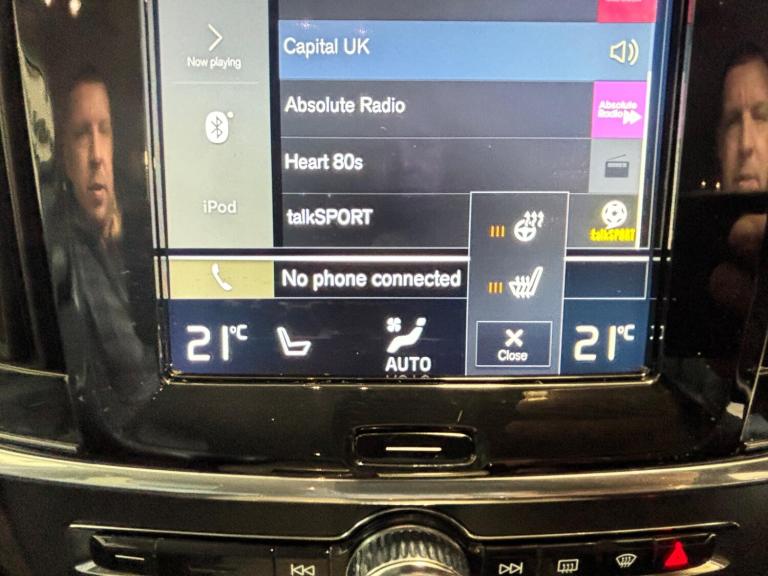 Capital UK
Now playing
Absolute Radio
Absolute
Radio
Heart 80s
iPod
talkSPORT
talkSPORT
No phone connected
21°C
AUTO
Close
21°C